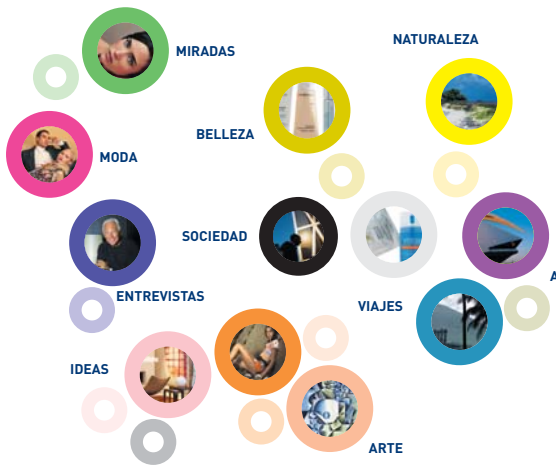 NATURALEZA
MIRADAS
BELLEZA
MODA
SOCIEDAD
ENTREVISTAS
VIAJES
IDEAS
ARTE